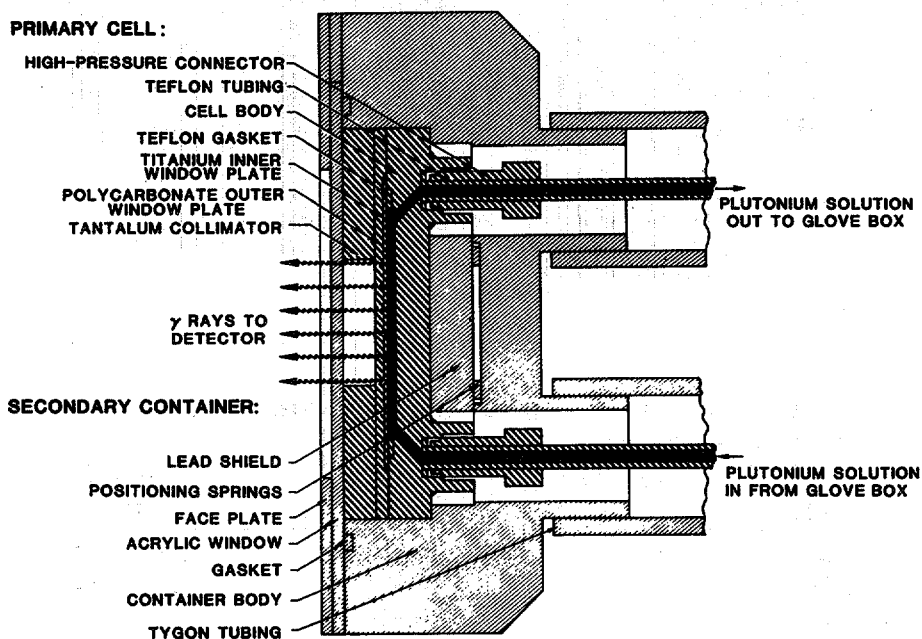 PRIMARY CELL:
HIGH-PRESSURE CONNECTOR
TEFLON TUBING
CELL BODY
TEFLON GASKET
TITANIUM INNER
WINDOW PLATE
POLYCARBONATE OUTER
WINDOW PLATE
TANTALUM COLLIMATOR
γ RAYS TO
DETECTOR
PLUTONIUM SOLUTION
OUT TO GLOVE BOX
SECONDARY CONTAINER:
LEAD SHIELD
POSITIONING SPRINGS
FACE PLATE
ACRYLIC WINDOW
GASKET
CONTAINER BODY
TYGON TUBING
PLUTONIUM SOLUTION
IN FROM GLOVE BOX